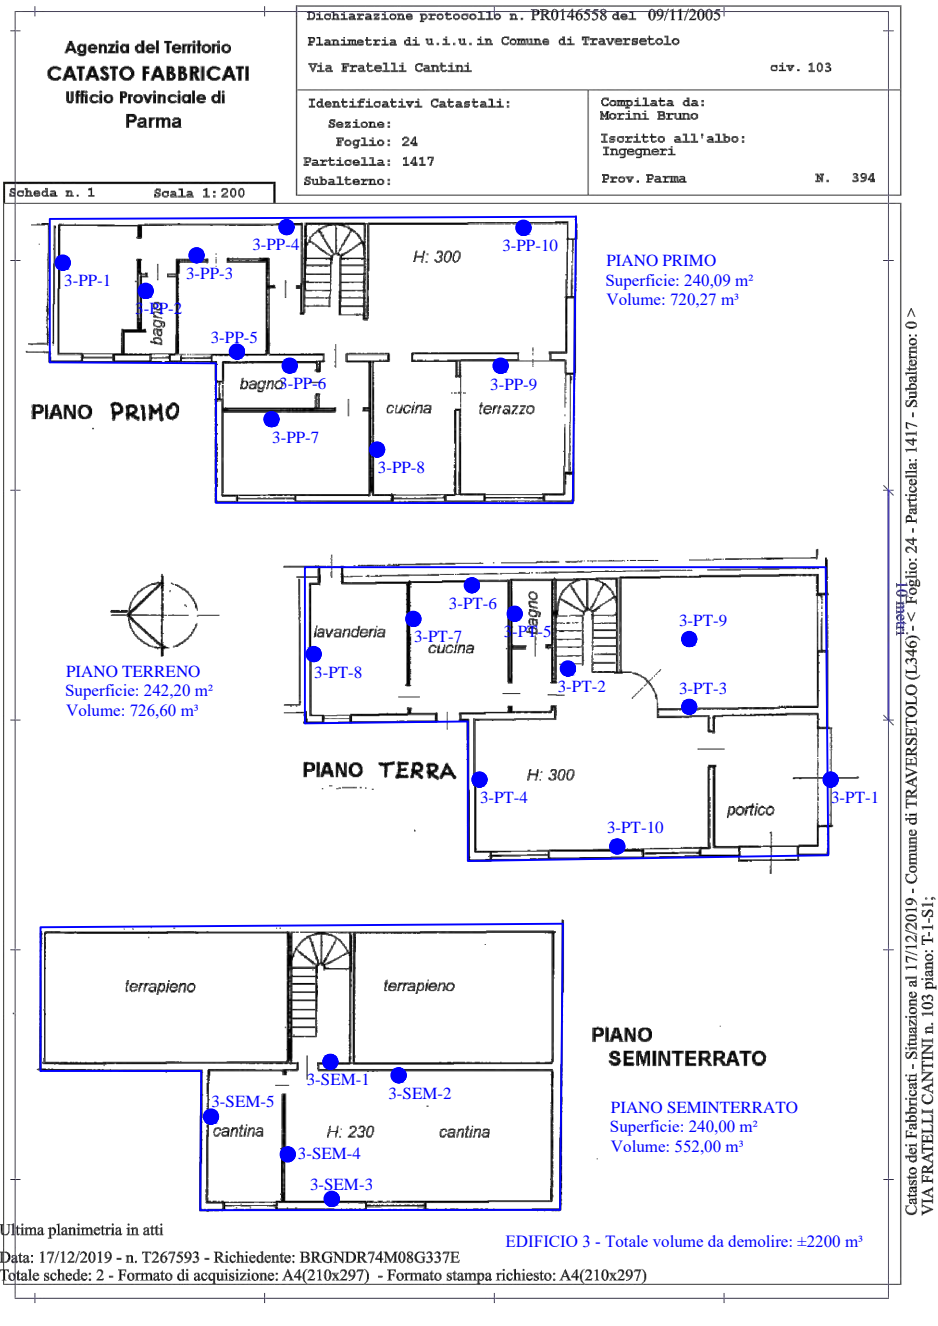 Agenzia del Territorio
CATASTO FABBRICATI
Ufficio Provinciale di
Parma
Dichiarazione protocollo n. PR0146558 del 09/11/2005
Planimetria di u.i.u. in Comune di Traversetolo
Via Fratelli Cantini civ. 103
Identificativi Catastali:
Sezione:
Foglio: 24
Particella: 1417
Subalterno:
Compilata da:
Morini Bruno
Iscritto all'albo:
Ingegneri
Prov. Parma N. 394
Scheda n. 1 Scala 1:200
3-PP-4
3-PP-10
3-PP-3
3-PP-1
H: 300
PIANO PRIMO
Superficie: 240,09 m²
Volume: 720,27 m³
3-PP-2
bagno
3-PP-5
bagno
3-PP-6
3-PP-9
cucina
terrazzo
PIANO PRIMO
3-PP-7
3-PP-8
3-PT-6
bagno
3-PT-5
3-PT-9
lavanderia
3-PT-7
cucina
3-PT-8
3-PT-2
3-PT-3
10 metri
PIANO TERRENO
Superficie: 242,20 m²
Volume: 726,60 m³
PIANO TERRA
H: 300
3-PT-4
3-PT-1
portico
3-PT-10
terrapieno
terrapieno
PIANO
SEMINTERRATO
3-SEM-1
3-SEM-2
3-SEM-5
cantina
H: 230
cantina
3-SEM-4
3-SEM-3
PIANO SEMINTERRATO
Superficie: 240,00 m²
Volume: 552,00 m³
EDIFICIO 3 - Totale volume da demolire: ±2200 m³
Ultima planimetria in atti
Data: 17/12/2019 - n. T267593 - Richiedente: BRGNDR74M08G337E
Totale schede: 2 - Formato di acquisizione: A4(210x297) - Formato stampa richiesto: A4(210x297)
Catasto dei Fabbricati - Situazione al 17/12/2019 - Comune di TRAVERSETOLO (L346) - < Foglio: 24 - Particella: 1417 - Subalterno: 0 >
VIA FRATELLI CANTINI n. 103 piano: T-1-S1;